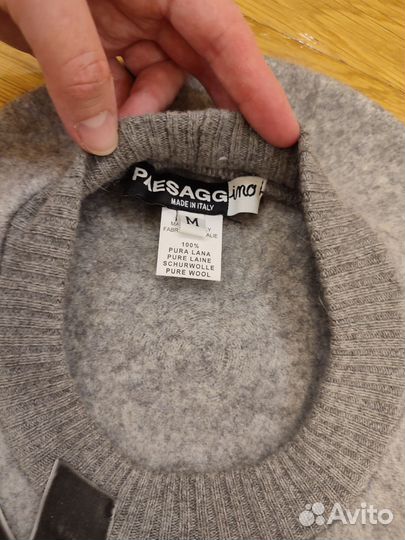 PAESAGG
MADE IN ITALY
M
100%
PURA LANA
PURE LAINE
SCHURWOLLE
PURE WOOL
Avito